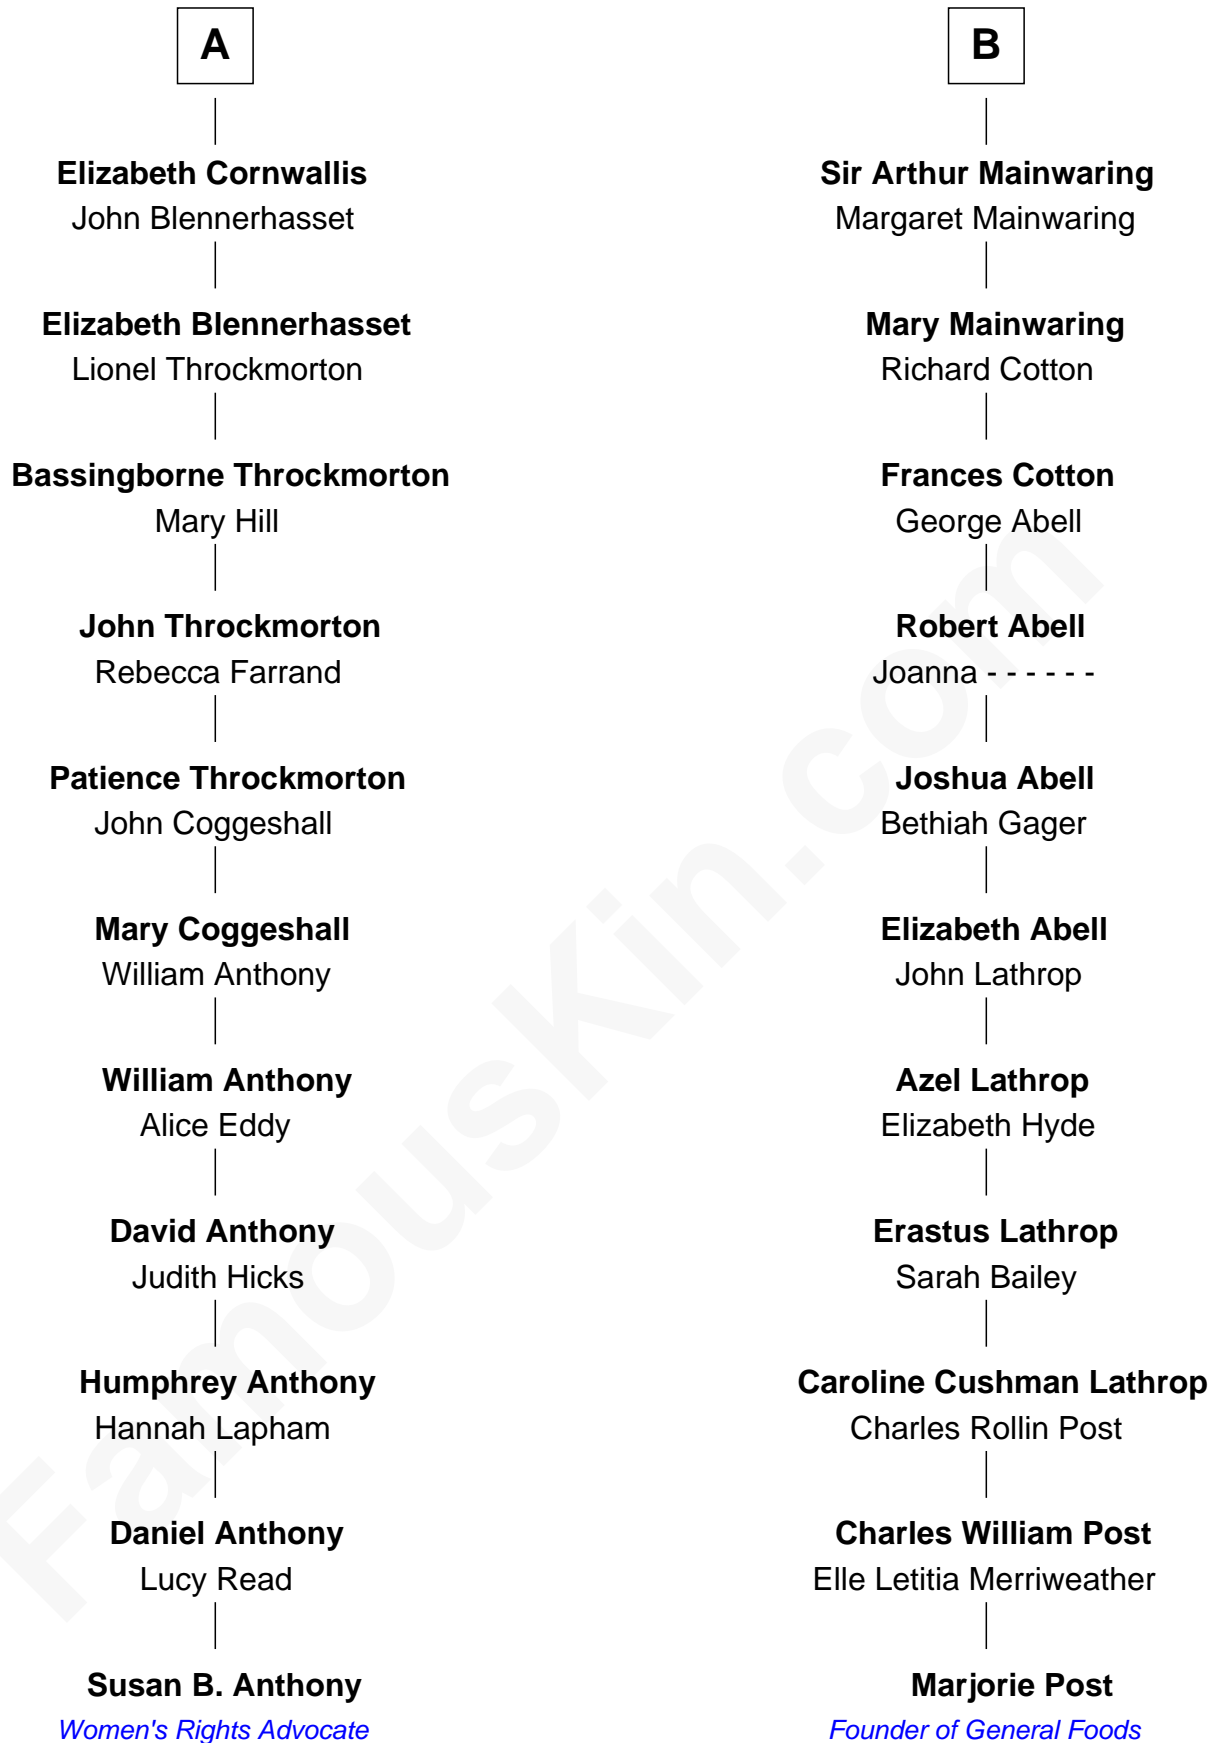 A
Elizabeth Cornwallis
John Blennerhasset
Elizabeth Blennerhasset
Lionel Throckmorton
Bassingborne Throckmorton
Mary Hill
John Throckmorton
Rebecca Farrand
Patience Throckmorton
John Coggeshall
Mary Coggeshall
William Anthony
William Anthony
Alice Eddy
David Anthony
Judith Hicks
Humphrey Anthony
Hannah Lapham
Daniel Anthony
Lucy Read
Susan B. Anthony
Women's Rights Advocate
B
Sir Arthur Mainwaring
Margaret Mainwaring
Mary Mainwaring
Richard Cotton
Frances Cotton
George Abell
Robert Abell
Joanna - - - - - -
Joshua Abell
Bethiah Gager
Elizabeth Abell
John Lathrop
Azel Lathrop
Elizabeth Hyde
Erastus Lathrop
Sarah Bailey
Caroline Cushman Lathrop
Charles Rollin Post
Charles William Post
Elle Letitia Merriweather
Marjorie Post
Founder of General Foods
FamousKin.com